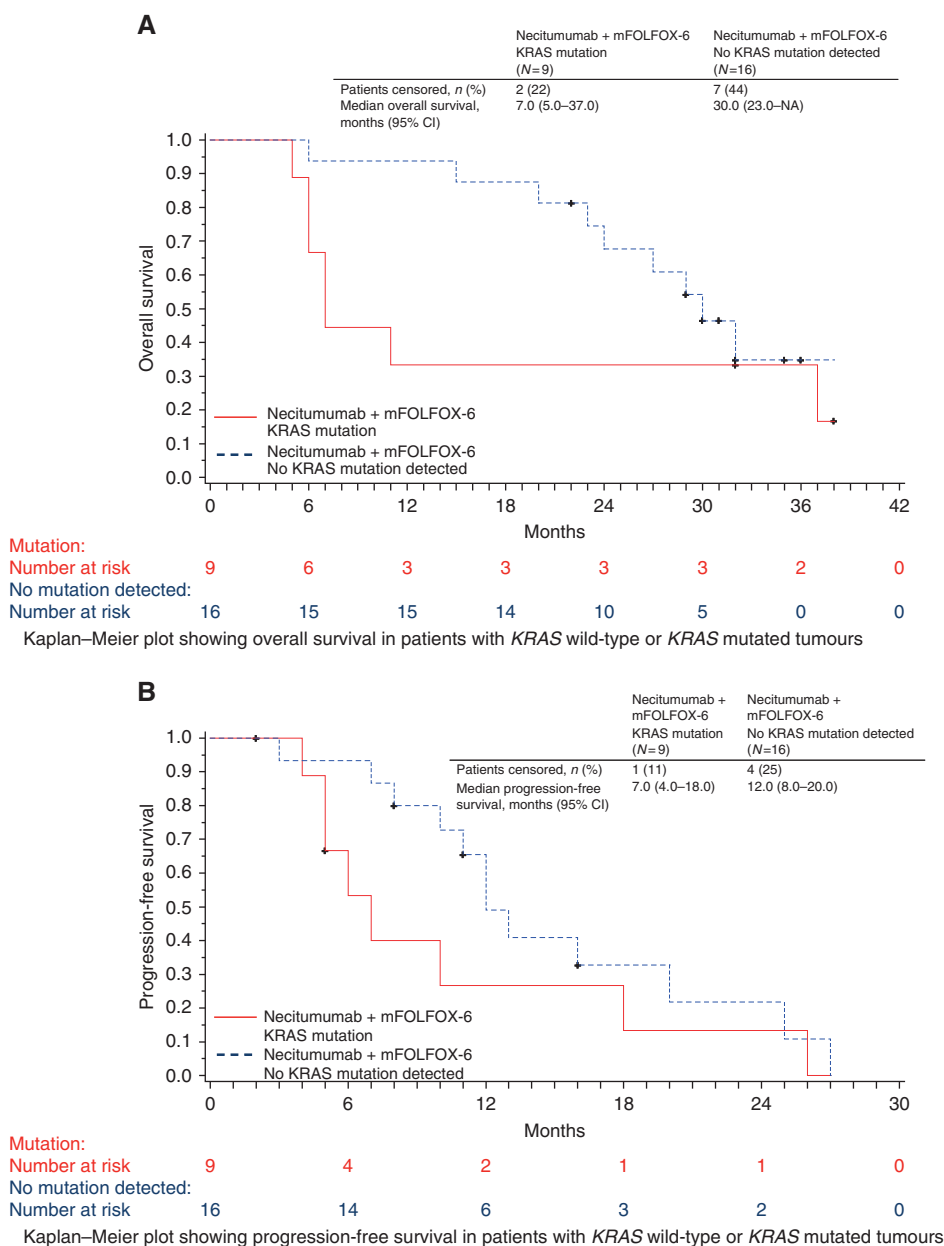 A
Necitumumab + mFOLFOX-6 Necitumumab + mFOLFOX-6
KRAS mutation No KRAS mutation detected
(N=9) (N=16)
Patients censored, n (%) 2 (22) 7 (44)
Median overall survival, 7.0 (5.0–37.0) 30.0 (23.0–NA)
months (95% CI)
1.0
0.9
0.8
0.7
0.6
0.5
0.4
0.3
0.2
0.1
0.0
Overall survival
Necitumumab + mFOLFOX-6
KRAS mutation
Necitumumab + mFOLFOX-6
No KRAS mutation detected
0 6 12 18 24 30 36 42
Months
Mutation:
Number at risk 9 6 3 3 3 3 2 0
No mutation detected:
Number at risk 16 15 15 14 10 5 0 0
Kaplan–Meier plot showing overall survival in patients with KRAS wild-type or KRAS mutated tumours
B
Necitumumab + Necitumumab +
mFOLFOX-6 mFOLFOX-6
KRAS mutation No KRAS mutation detected
(N=9) (N=16)
Patients censored, n (%) 1 (11) 4 (25)
Median progression-free 7.0 (4.0–18.0) 12.0 (8.0–20.0)
survival, months (95% CI)
1.0
0.9
0.8
0.7
0.6
0.5
0.4
0.3
0.2
0.1
0.0
Progression-free survival
Necitumumab + mFOLFOX-6
KRAS mutation
Necitumumab + mFOLFOX-6
No KRAS mutation detected
0 6 12 18 24 30
Months
Mutation:
Number at risk 9 4 2 1 1 0
No mutation detected:
Number at risk 16 14 6 3 2 0
Kaplan–Meier plot showing progression-free survival in patients with KRAS wild-type or KRAS mutated tumours